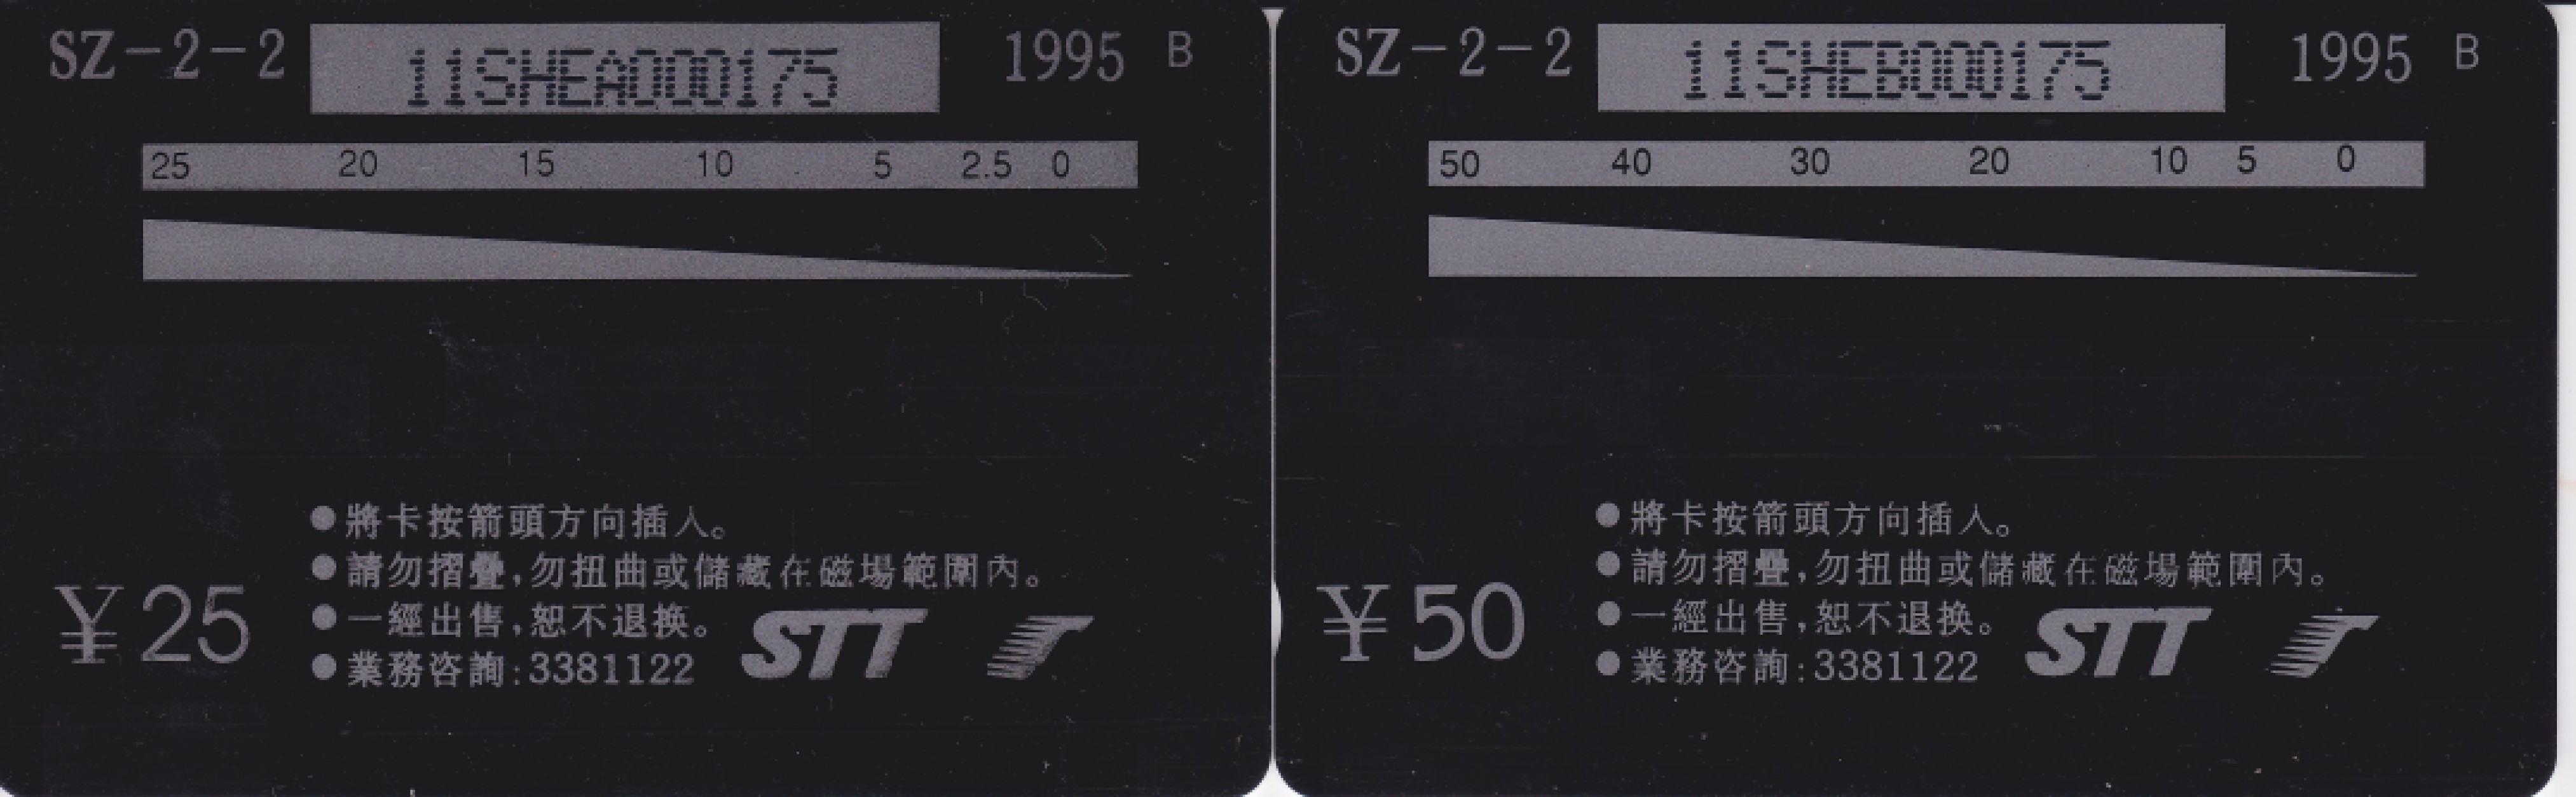 SZ-2-2 11SHEA000175 1995 B
25 20 15 10 5 2.5 0
●將卡按箭頭方向插入。
●請勿摺疊,勿扭曲或儲藏在磁場範圍內。
●一經出售,恕不退換。
●業務咨詢:3381122
¥25
STT
SZ-2-2 11SHEB000175 1995 B
50 40 30 20 10 5 0
●將卡按箭頭方向插入。
●請勿摺疊,勿扭曲或儲藏在磁場範圍內。
●一經出售,恕不退換。
●業務咨詢:3381122
¥50
STT